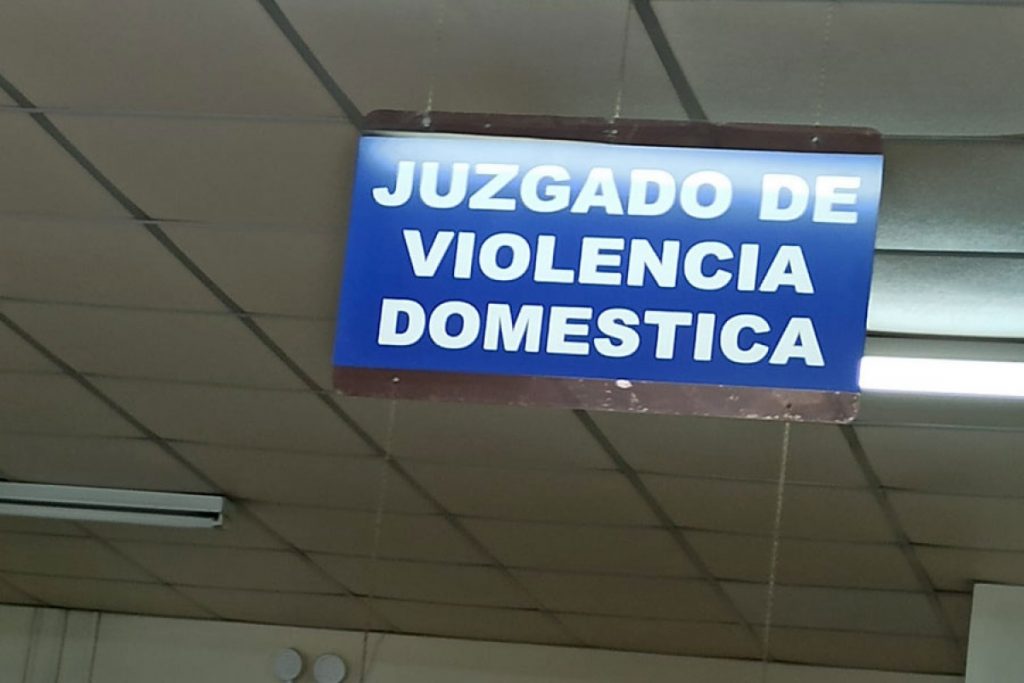 JUZGADO DE
VIOLENCIA
DOMESTICA